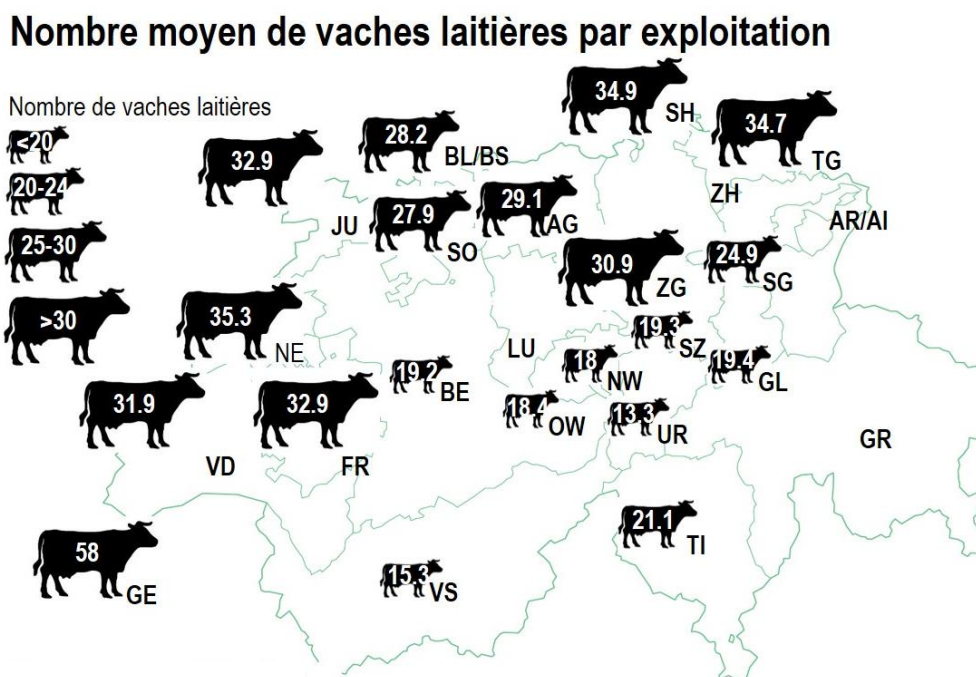 Nombre moyen de vaches laitières par exploitation
Nombre de vaches laitières
<20
20-24
25-30
>30
34.9
SH
34.7
TG
28.2
BL/BS
32.9
JU
27.9
SO
29.1
AG
ZH
AR/AI
30.9
ZG
24.9
SG
35.3
NE
19.3
SZ
LU
18
NW
19.4
GL
19.2
BE
31.9
VD
32.9
FR
18.4
OW
13.3
UR
GR
21.1
TI
58
GE
15.3
VS